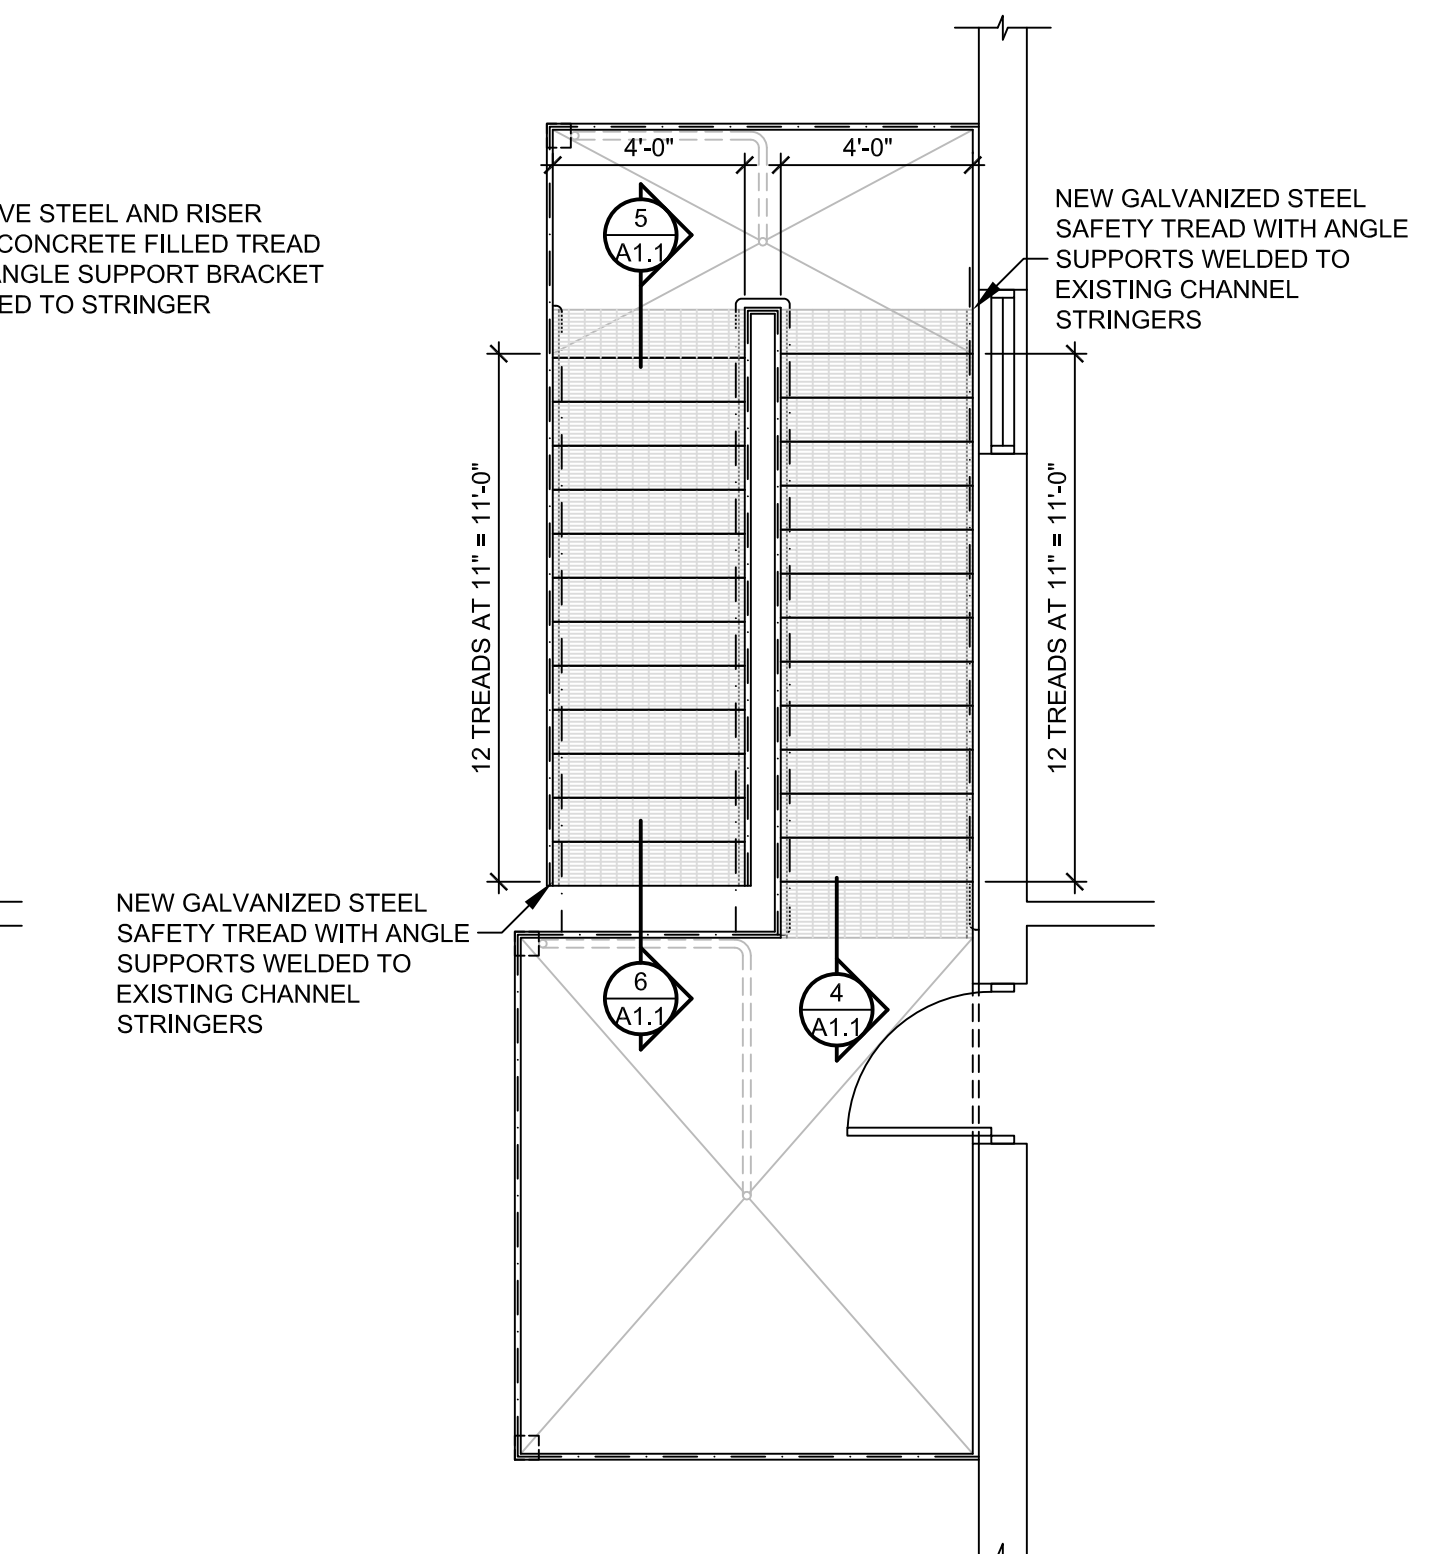 4'-0"
4'-0"
5
A1.1
VE STEEL AND RISER
CONCRETE FILLED TREAD
ANGLE SUPPORT BRACKET
ED TO STRINGER
NEW GALVANIZED STEEL
SAFETY TREAD WITH ANGLE
SUPPORTS WELDED TO
EXISTING CHANNEL
STRINGERS
12 TREADS AT 11" = 11'-0"
12 TREADS AT 11" = 11'-0"
NEW GALVANIZED STEEL
SAFETY TREAD WITH ANGLE
SUPPORTS WELDED TO
EXISTING CHANNEL
STRINGERS
6
A1.1
4
A1.1